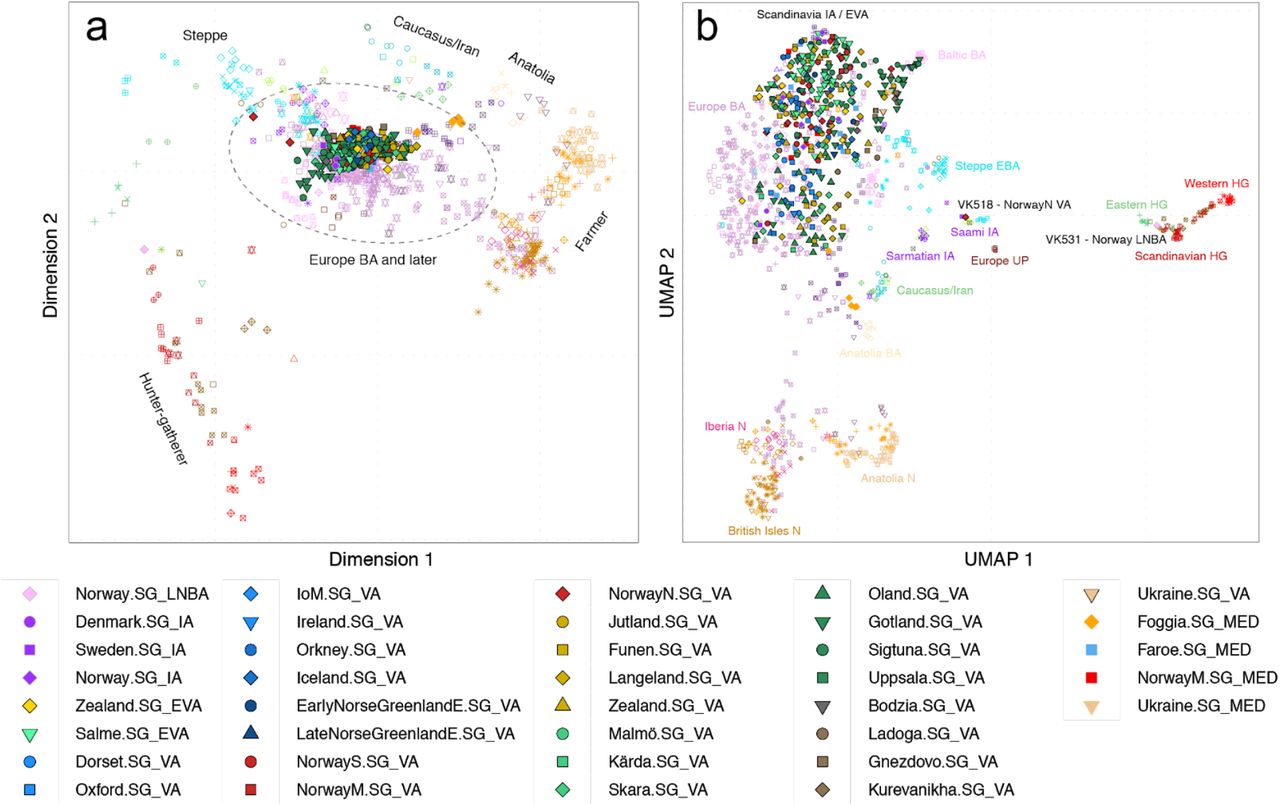 a
Steppe
Caucasus/Iran
Anatolia
Farmer
Europe BA and later
Hunter-gatherer
Dimension 2
Dimension 1
b
Scandinavia IA / EVA
Baltic BA
Europe BA
Steppe EBA
Western HG
VK518 - NorwayN VA
Eastern HG
Saami IA
VK531 - Norway LNBA
Sarmatian IA
Europe UP
Scandinavian HG
Caucasus/Iran
Anatolia BA
Iberia N
Anatolia N
British Isles N
UMAP 2
UMAP 1
Norway.SG_LNBA
Denmark.SG_IA
Sweden.SG_IA
Norway.SG_IA
Zealand.SG_EVA
Salme.SG_EVA
Dorset.SG_VA
Oxford.SG_VA
IoM.SG_VA
Ireland.SG_VA
Orkney.SG_VA
Iceland.SG_VA
EarlyNorseGreenlandE.SG_VA
LateNorseGreenlandE.SG_VA
NorwayS.SG_VA
NorwayM.SG_VA
NorwayN.SG_VA
Jutland.SG_VA
Funen.SG_VA
Langeland.SG_VA
Zealand.SG_VA
Malmö.SG_VA
Kärda.SG_VA
Skara.SG_VA
Oland.SG_VA
Gotland.SG_VA
Sigtuna.SG_VA
Uppsala.SG_VA
Bodzia.SG_VA
Ladoga.SG_VA
Gnezdovo.SG_VA
Kurevanikha.SG_VA
Ukraine.SG_VA
Foggia.SG_MED
Faroe.SG_MED
NorwayM.SG_MED
Ukraine.SG_MED